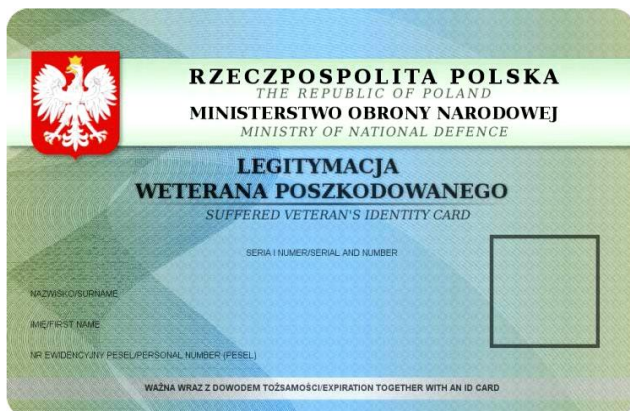 RZECZPOSPOLITA POLSKA
THE REPUBLIC OF POLAND
MINISTERSTWO OBRONY NARODOWEJ
MINISTRY OF NATIONAL DEFENCE
LEGITYMACJA
WETERANA POSZKODOWANEGO
SUFFERED VETERAN'S IDENTITY CARD
SERIA I NUMER/SERIAL AND NUMBER
NAZWISKO/SURNAME
IMIĘ/FIRST NAME
NR EWIDENCYJNY PESEL/PERSONAL NUMBER (PESEL)
WAŻNA WRAZ Z DOWODEM TOŻSAMOŚCI/EXPIRATION TOGETHER WITH AN ID CARD